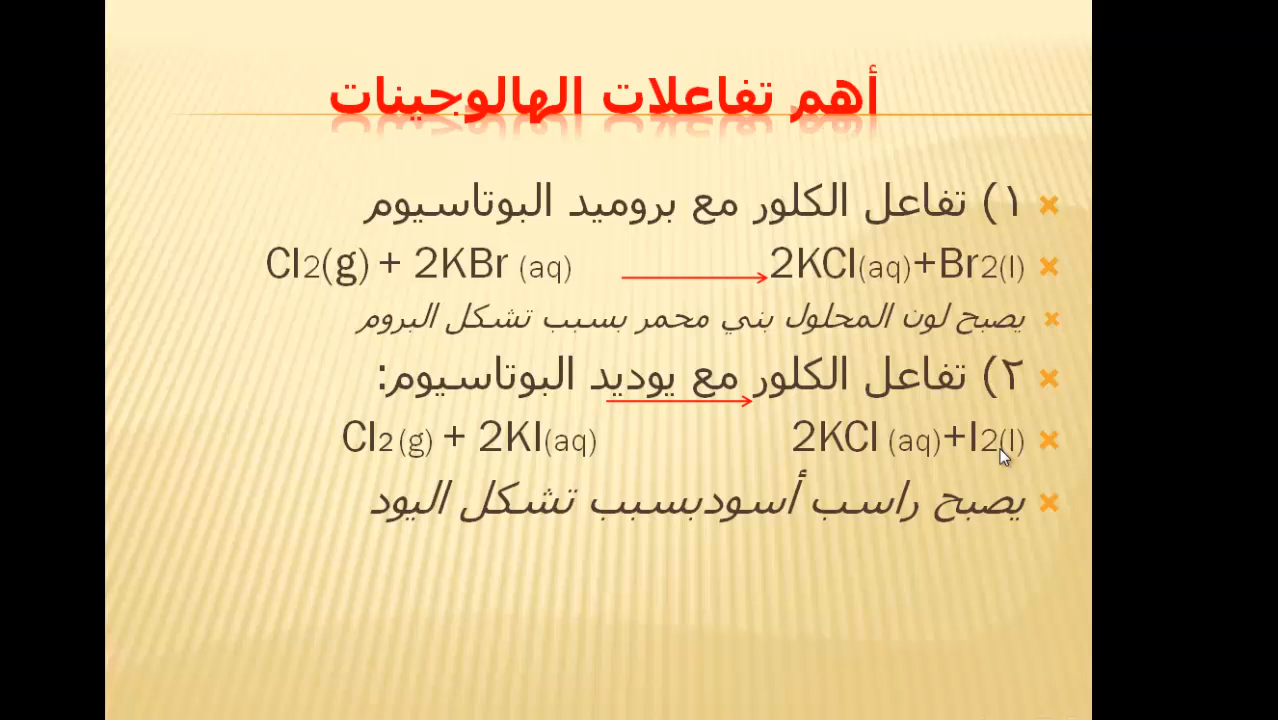 أهم تفاعلات الهالوجينات
١) تفاعل الكلور مع بروميد البوتاسيوم
Cl2(g) + 2KBr (aq) → 2KCl(aq)+Br2(l)
يصبح لون المحلول بني محمر بسبب تشكل البروم
٢) تفاعل الكلور مع يوديد البوتاسيوم:
Cl2 (g) + 2KI(aq) → 2KCl (aq)+I2(l)
يصبح راسب أسودبسبب تشكل اليود